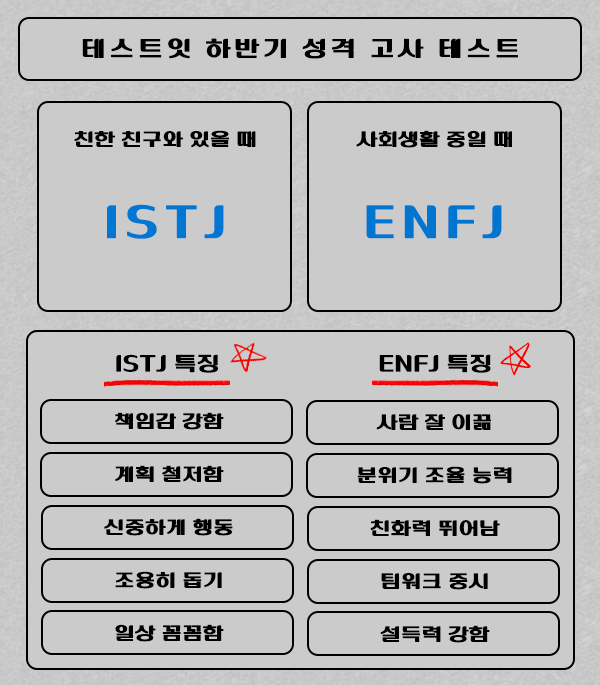 테스트잇 하반기 성격 고사 테스트
친한 친구와 있을 때
ISTJ
사회생활 중일 때
ENFJ
ISTJ 특징
책임감 강함
계획 철저함
신중하게 행동
조용히 돕기
일상 꼼꼼함
ENFJ 특징
사람 잘 이끎
분위기 조율 능력
친화력 뛰어남
팀워크 중시
설득력 강함